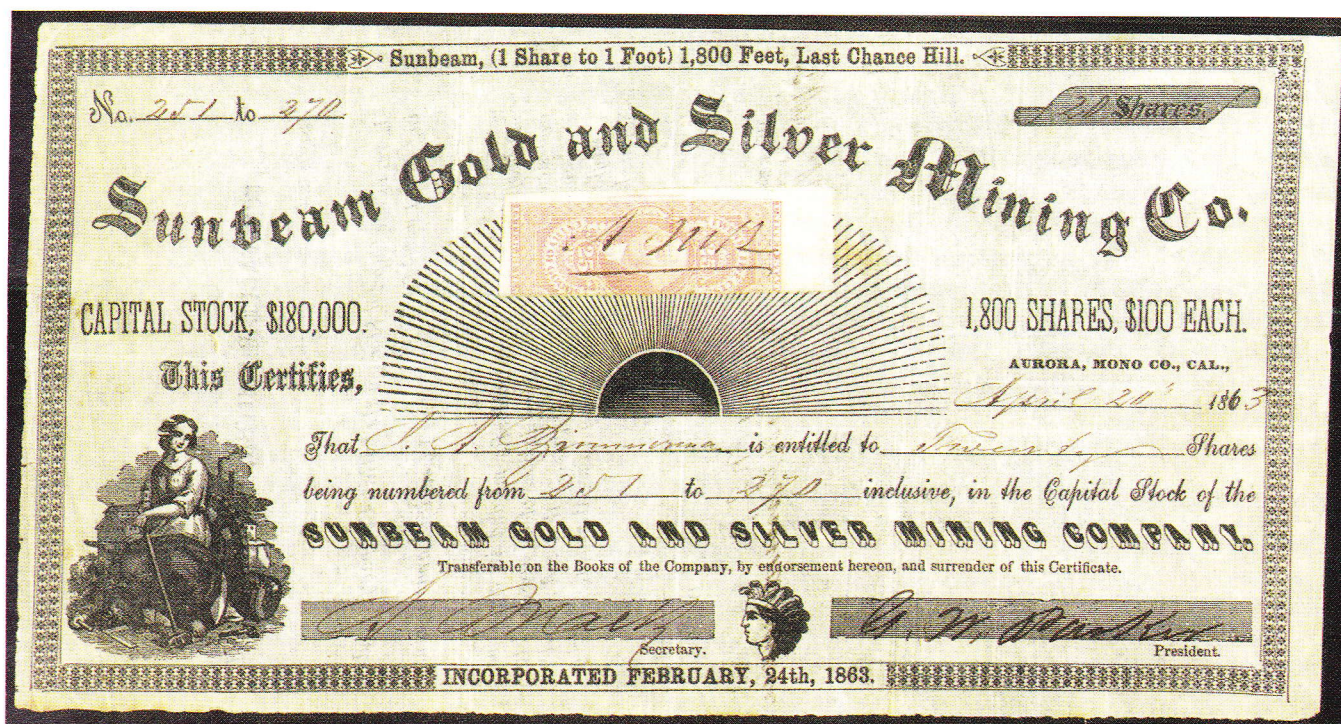 Sunbeam, (1 Share to 1 Foot) 1,800 Feet, Last Chance Hill.
No. 251 to 270
20 Shares.
Sunbeam Gold and Silver Mining Co.
CAPITAL STOCK, $180,000.
1,800 SHARES, $100 EACH.
This Certifies,
AURORA, MONO CO., CAL.,
April 20 1863
That Zimmerman is entitled to Twenty Shares
being numbered from 251 to 270 inclusive, in the Capital Stock of the
SUNBEAM GOLD AND SILVER MINING COMPANY.
Transferable on the Books of the Company, by endorsement hereon, and surrender of this Certificate.
Secretary.
G. W. Parker
President.
INCORPORATED FEBRUARY, 24th, 1863.